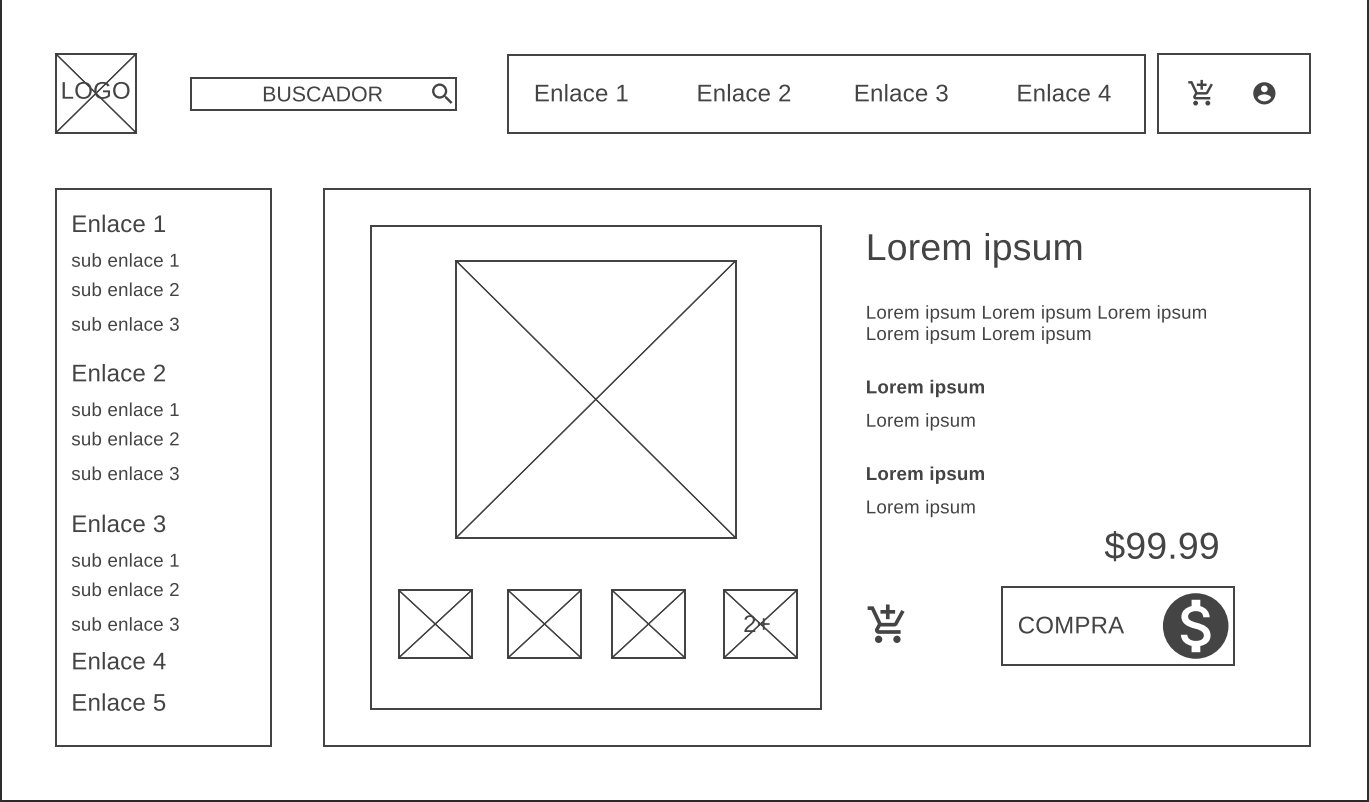 LOGO
BUSCADOR
Enlace 1
Enlace 2
Enlace 3
Enlace 4
Enlace 1
sub enlace 1
sub enlace 2
sub enlace 3
Enlace 2
sub enlace 1
sub enlace 2
sub enlace 3
Enlace 3
sub enlace 1
sub enlace 2
sub enlace 3
Enlace 4
Enlace 5
2+
Lorem ipsum
Lorem ipsum Lorem ipsum Lorem ipsum
Lorem ipsum Lorem ipsum
Lorem ipsum
Lorem ipsum
Lorem ipsum
Lorem ipsum
$99.99
COMPRA $